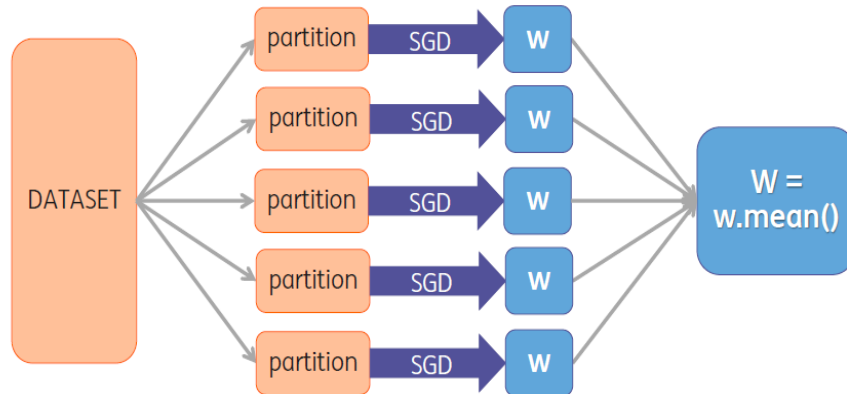 partition SGD w
partition SGD w
DATASET partition SGD w W =
w.mean()
partition SGD w
partition SGD w